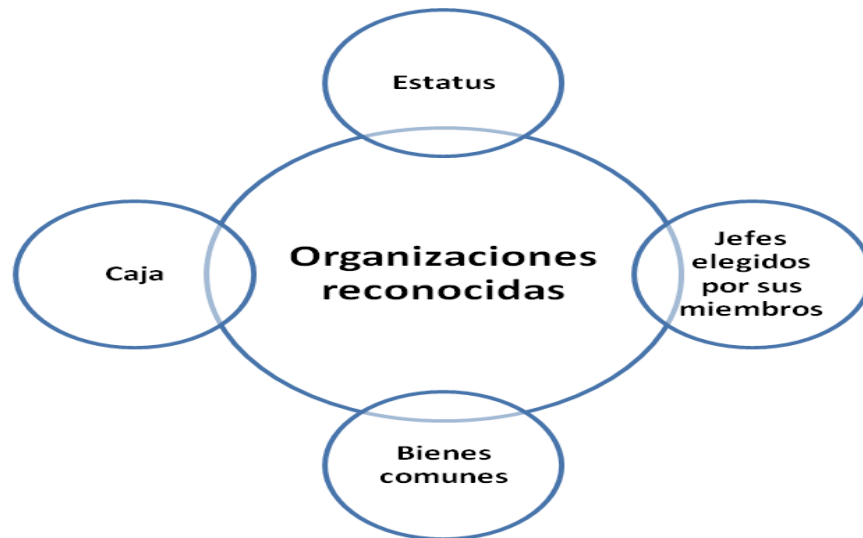 Estatus
Caja
Organizaciones
reconocidas
Jefes
elegidos
por sus
miembros
Bienes
comunes